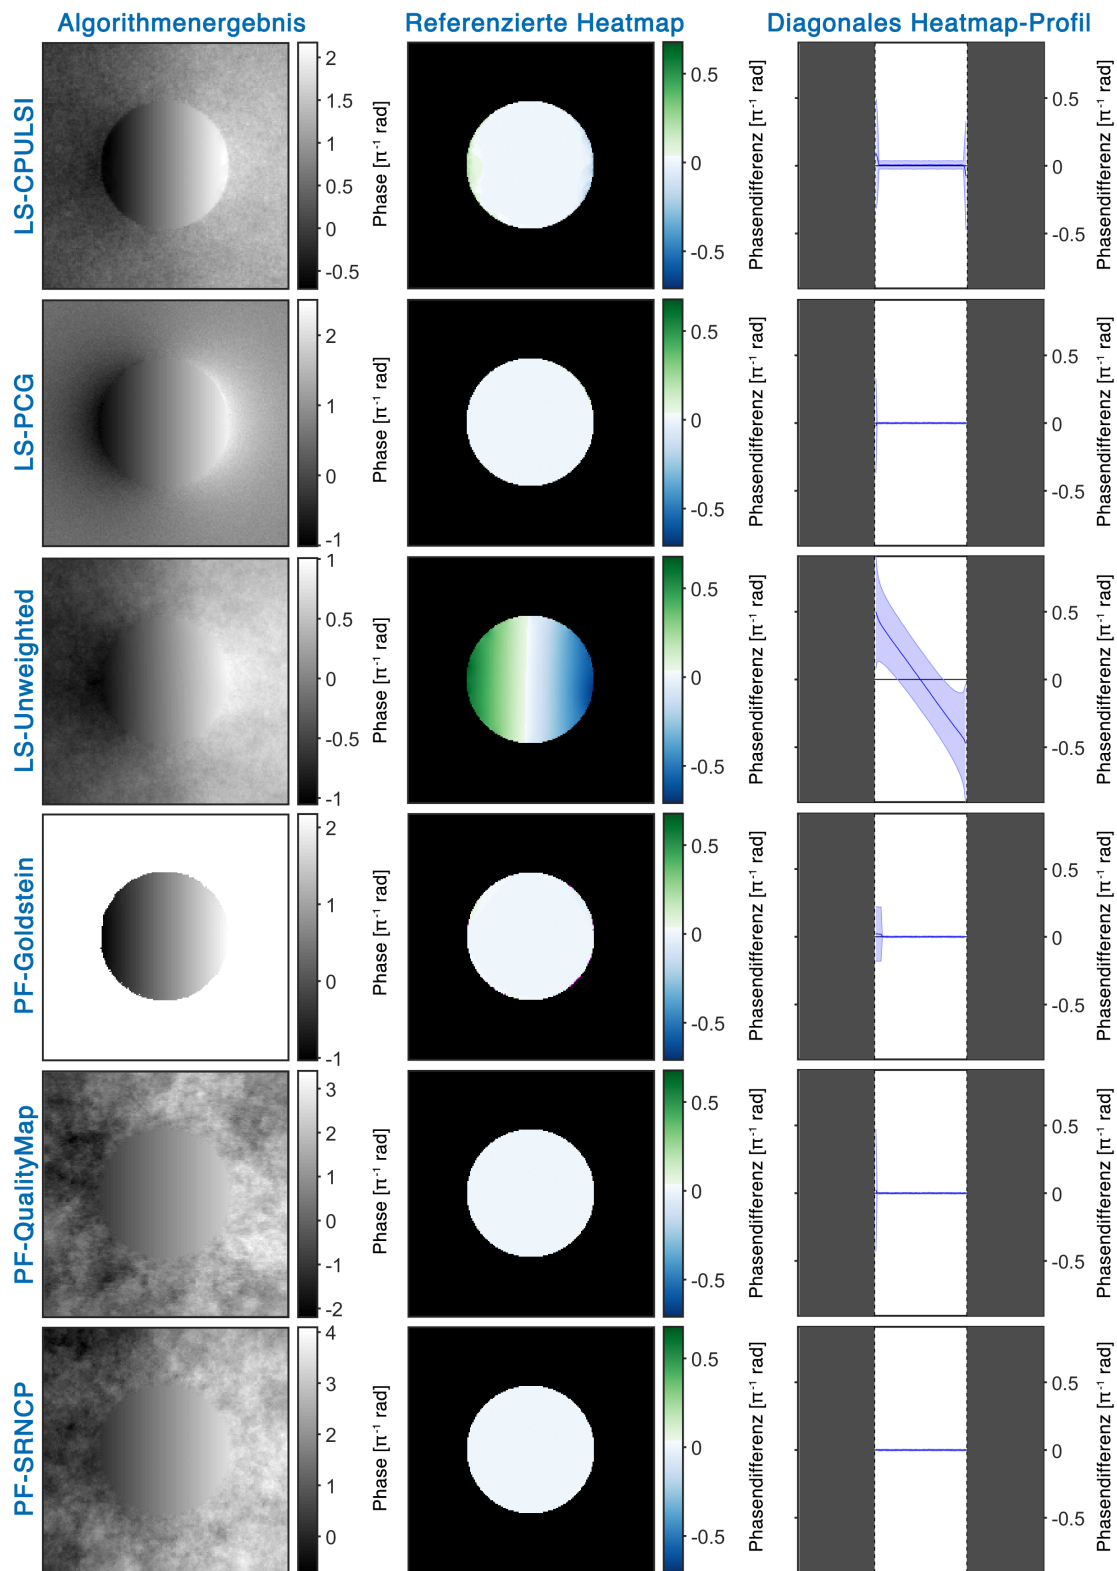 Algorithmenergebnis
Referenzierte Heatmap
Diagonales Heatmap-Profil
LS-CPULSI
2
1.5
1
0.5
0
-0.5
Phase [π⁻¹ rad]
0.5
0
-0.5
Phasendifferenz [π⁻¹ rad]
0.5
0
-0.5
Phasendifferenz [π⁻¹ rad]
LS-PCG
2
1
0
-1
Phase [π⁻¹ rad]
0.5
0
-0.5
Phasendifferenz [π⁻¹ rad]
0.5
0
-0.5
Phasendifferenz [π⁻¹ rad]
LS-Unweighted
1
0.5
0
-0.5
-1
Phase [π⁻¹ rad]
0.5
0
-0.5
Phasendifferenz [π⁻¹ rad]
0.5
0
-0.5
Phasendifferenz [π⁻¹ rad]
PF-Goldstein
2
1
0
-1
Phase [π⁻¹ rad]
0.5
0
-0.5
Phasendifferenz [π⁻¹ rad]
0.5
0
-0.5
Phasendifferenz [π⁻¹ rad]
PF-QualityMap
3
2
1
0
-1
-2
Phase [π⁻¹ rad]
0.5
0
-0.5
Phasendifferenz [π⁻¹ rad]
0.5
0
-0.5
Phasendifferenz [π⁻¹ rad]
PF-SRNCP
4
3
2
1
0
Phase [π⁻¹ rad]
0.5
0
-0.5
Phasendifferenz [π⁻¹ rad]
0.5
0
-0.5
Phasendifferenz [π⁻¹ rad]